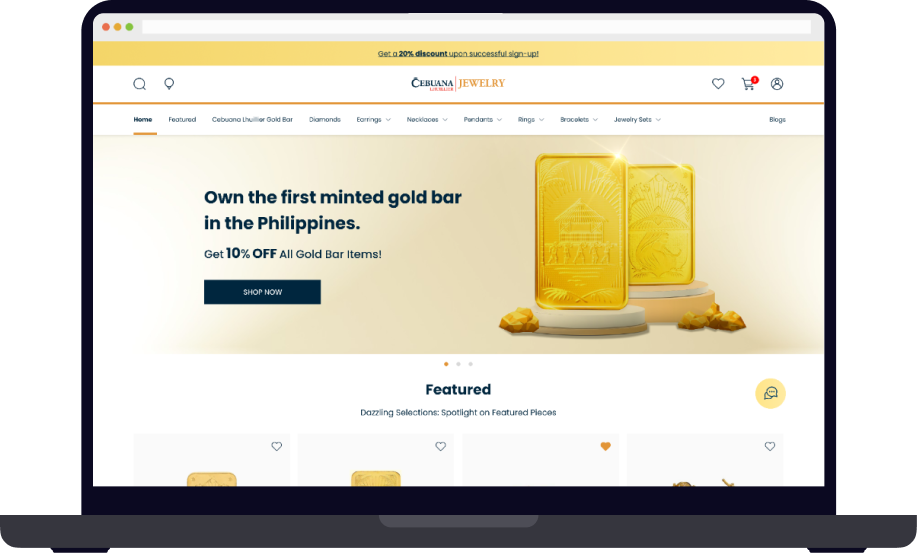 Get a 20% discount upon successful sign-up!
CEBUANA LHUILLIER JEWELRY
1
Home Featured Cebuana Lhuillier Gold Bar Diamonds Earrings Necklaces Pendants Rings Bracelets Jewelry Sets Blogs
Own the first minted gold bar
in the Philippines.
Get 10% OFF All Gold Bar Items!
SHOP NOW
Featured
Dazzling Selections: Spotlight on Featured Pieces